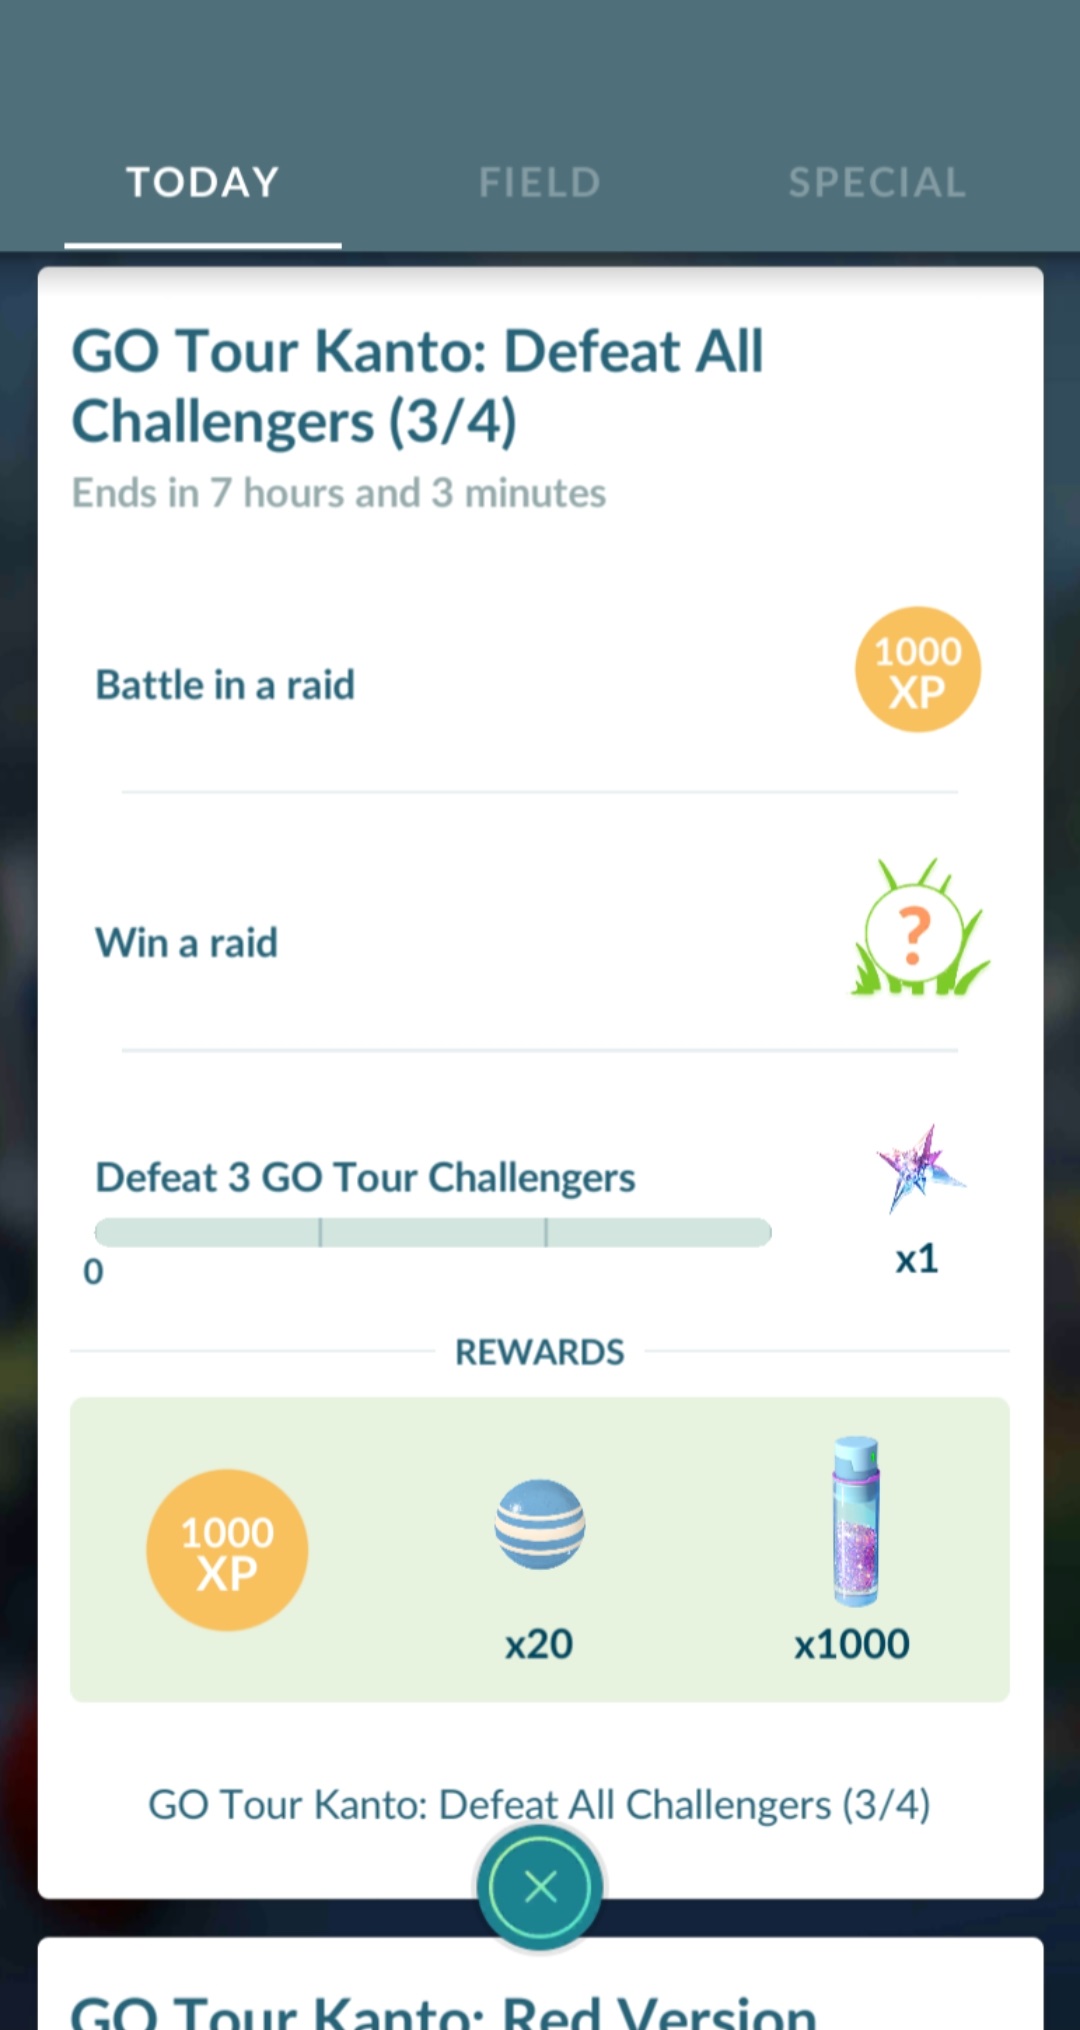 TODAY
FIELD
SPECIAL
GO Tour Kanto: Defeat All
Challengers (3/4)
Ends in 7 hours and 3 minutes
Battle in a raid
1000
XP
Win a raid
?
Defeat 3 GO Tour Challengers
0
x1
REWARDS
1000
XP
x20
x1000
GO Tour Kanto: Defeat All Challengers (3/4)
GO Tour Kanto: Red Version